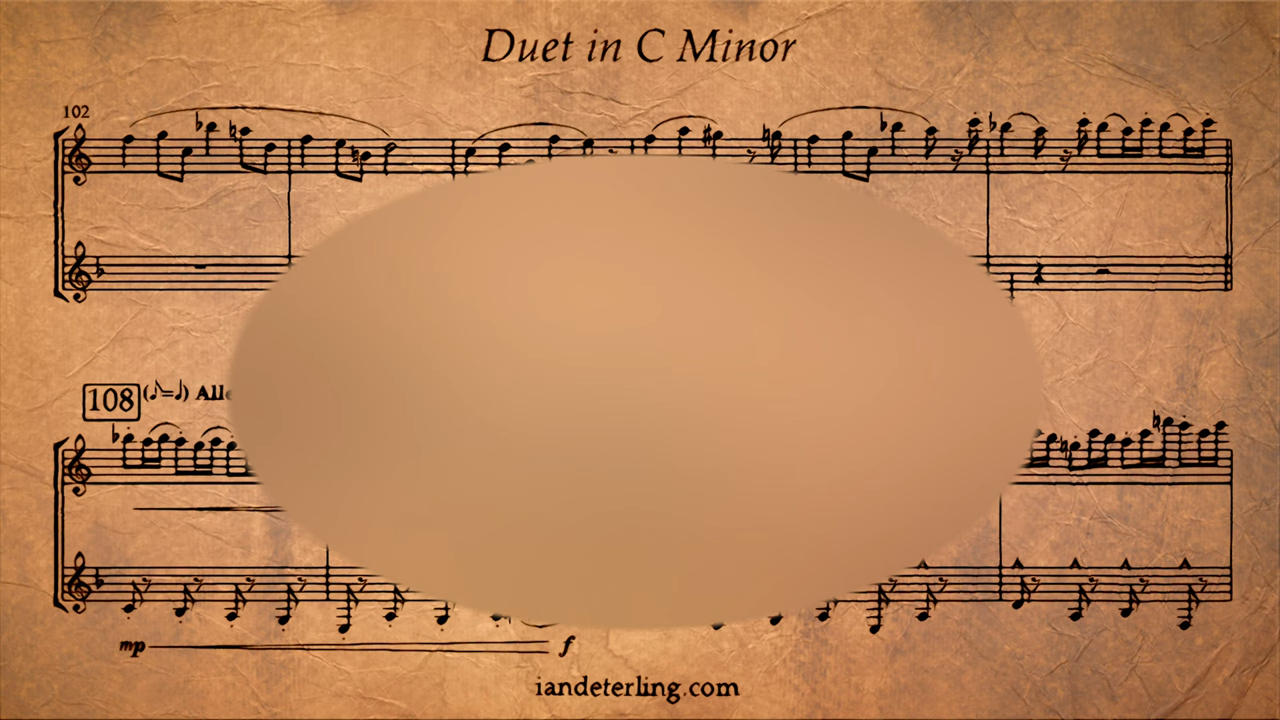 Duet in C Minor
102
108 (♪=♩)
mp f
iandeterling.com